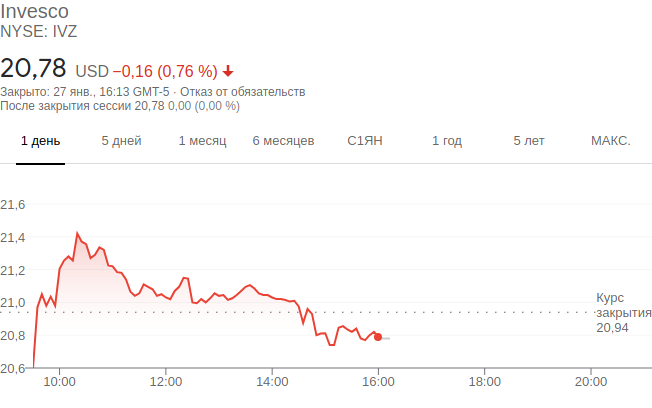 Invesco
NYSE: IVZ
20,78 USD −0,16 (0,76 %)
Закрыто: 27 янв., 16:13 GMT-5 · Отказ от обязательств
После закрытия сессии 20,78 0,00 (0,00 %)
1 день 5 дней 1 месяц 6 месяцев С1ЯН 1 год 5 лет МАКС.
21,6
21,4
21,2
21,0
Курс
закрытия
20,94
20,8
20,6
10:00 12:00 14:00 16:00 18:00 20:00